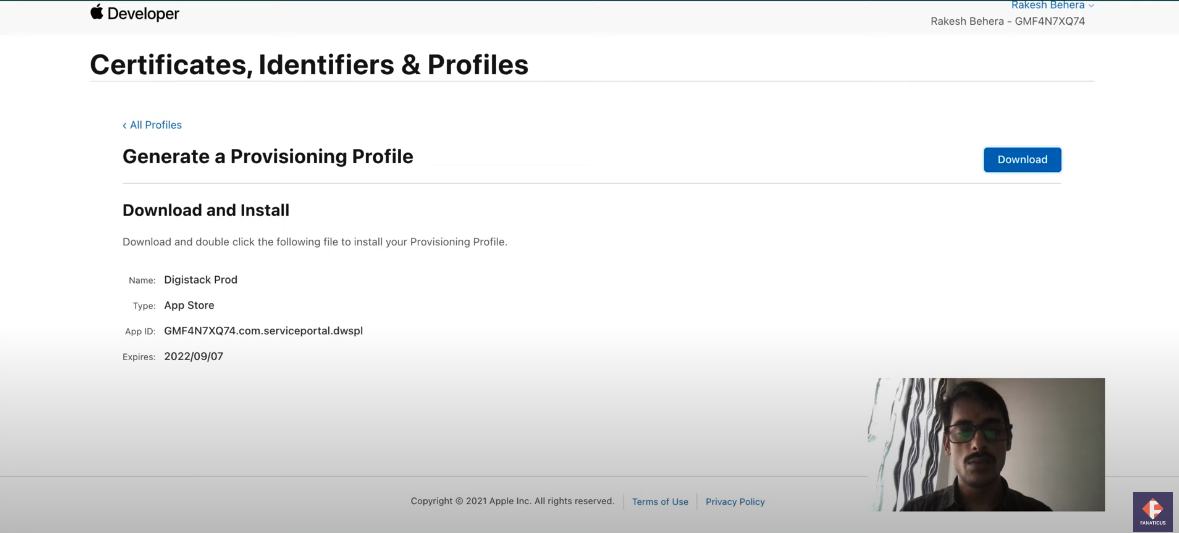 Developer
Rakesh Behera
Rakesh Behera - GMF4N7XQ74
Certificates, Identifiers & Profiles
‹ All Profiles
Generate a Provisioning Profile
Download
Download and Install
Download and double click the following file to install your Provisioning Profile.
Name: Digistack Prod
Type: App Store
App ID: GMF4N7XQ74.com.serviceportal.dwspl
Expires: 2022/09/07
Copyright © 2021 Apple Inc. All rights reserved. Terms of Use Privacy Policy
FANATICUS